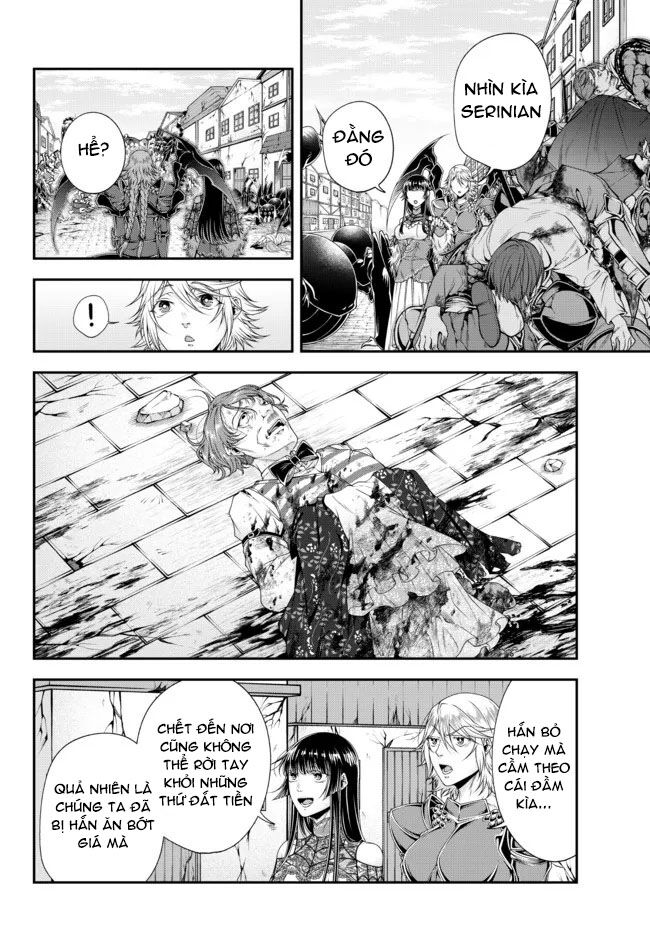 NHÌN KÌA
SERINIAN
ĐẰNG
ĐÓ
HỂ?
!
HẮN BỎ
CHẠY MÀ
CẦM THEO
CÁI ĐẦM
KÌA...
CHẾT ĐẾN NƠI
CŨNG KHÔNG
THỂ RỜI TAY
KHỎI NHỮNG
THỨ ĐẮT TIỀN
QUẢ NHIÊN LÀ
CHÚNG TA ĐÃ
BỊ HẮN ĂN BỚT
GIÁ MÀ